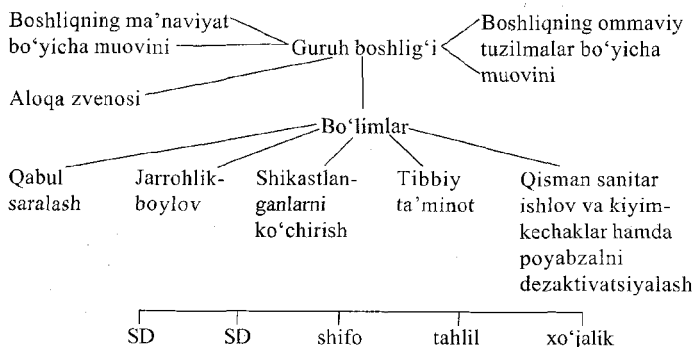 Boshliqning ma’naviyat
bo‘yicha muovini
Guruh boshlig‘i
Boshliqning ommaviy
tuzilmalar bo‘yicha
muovini
Aloqa zvenosi
Bo‘limlar
Qabul
saralash
Jarrohlik-
boylov
Shikastlan-
ganlarni
ko‘chirish
Tibbiy
ta’minot
Qisman sanitar
ishlov va kiyim-
kechaklar hamda
poyabzalni
dezaktivatsiyalash
SD
SD
shifo
tahlil
xo‘jalik